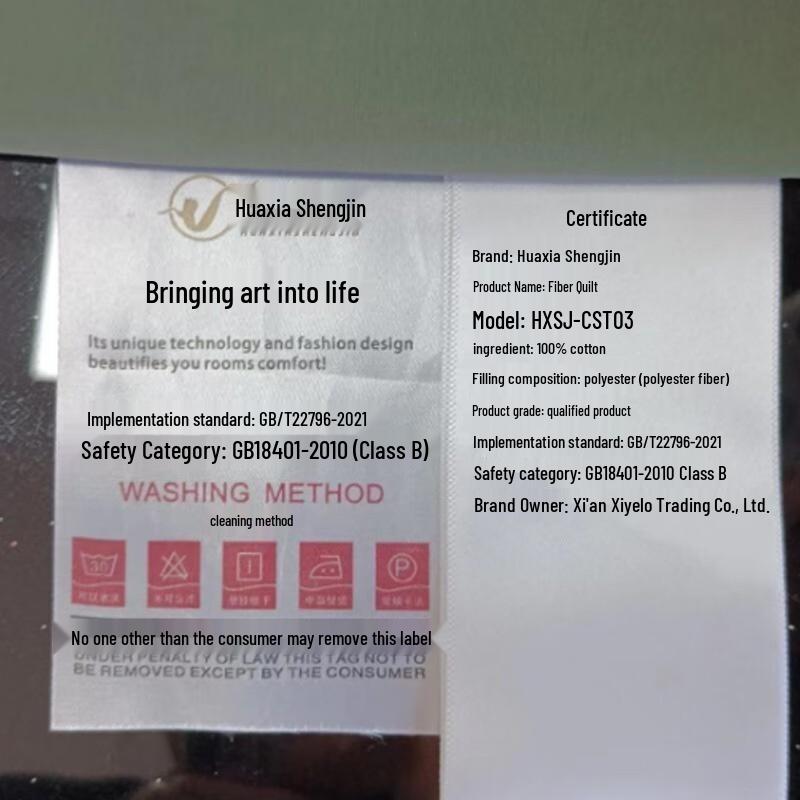 Huaxia Shengjin
Bringing art into life
Its unique technology and fashion design
beautifies you rooms comfort!
Implementation standard: GB/T22796-2021
Safety Category: GB18401-2010 (Class B)
WASHING METHOD
cleaning method
30
P
No one other than the consumer may remove this label
UNDER PENALTY OF LAW THIS TAG NOT TO
BE REMOVED EXCEPT BY THE CONSUMER
Certificate
Brand: Huaxia Shengjin
Product Name: Fiber Quilt
Model: HXSJ-CST03
ingredient: 100% cotton
Filling composition: polyester (polyester fiber)
Product grade: qualified product
Implementation standard: GB/T22796-2021
Safety category: GB18401-2010 Class B
Brand Owner: Xi'an Xiyelo Trading Co., Ltd.